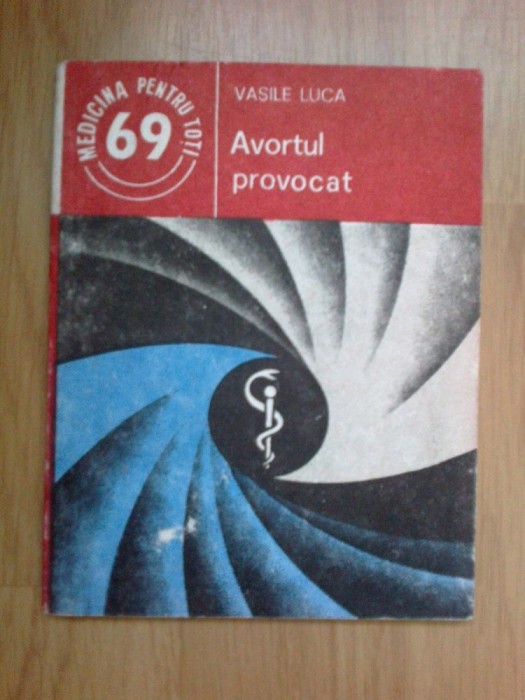 MEDICINA PENTRU TOȚI
69
VASILE LUCA
Avortul
provocat